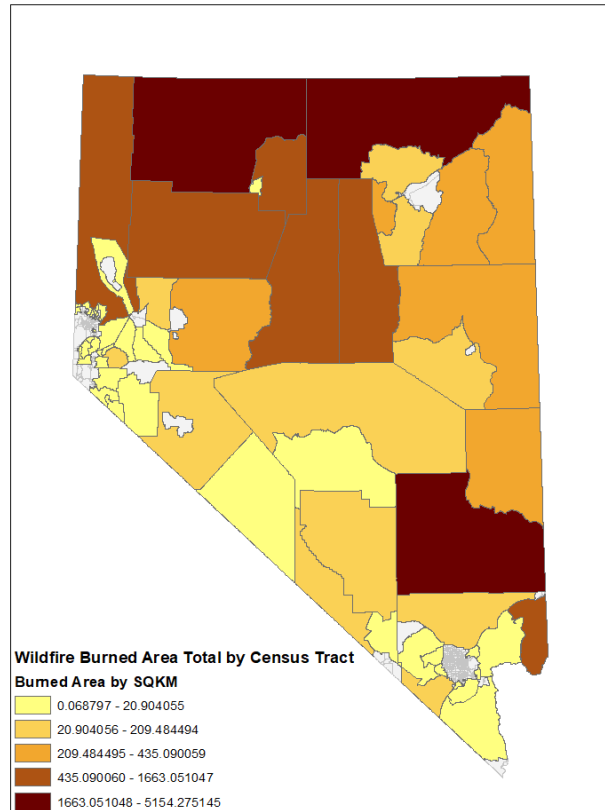 Wildfire Burned Area Total by Census Tract
Burned Area by SQKM
0.068797 - 20.904055
20.904056 - 209.484494
209.484495 - 435.090059
435.090060 - 1663.051047
1663.051048 - 5154.275145